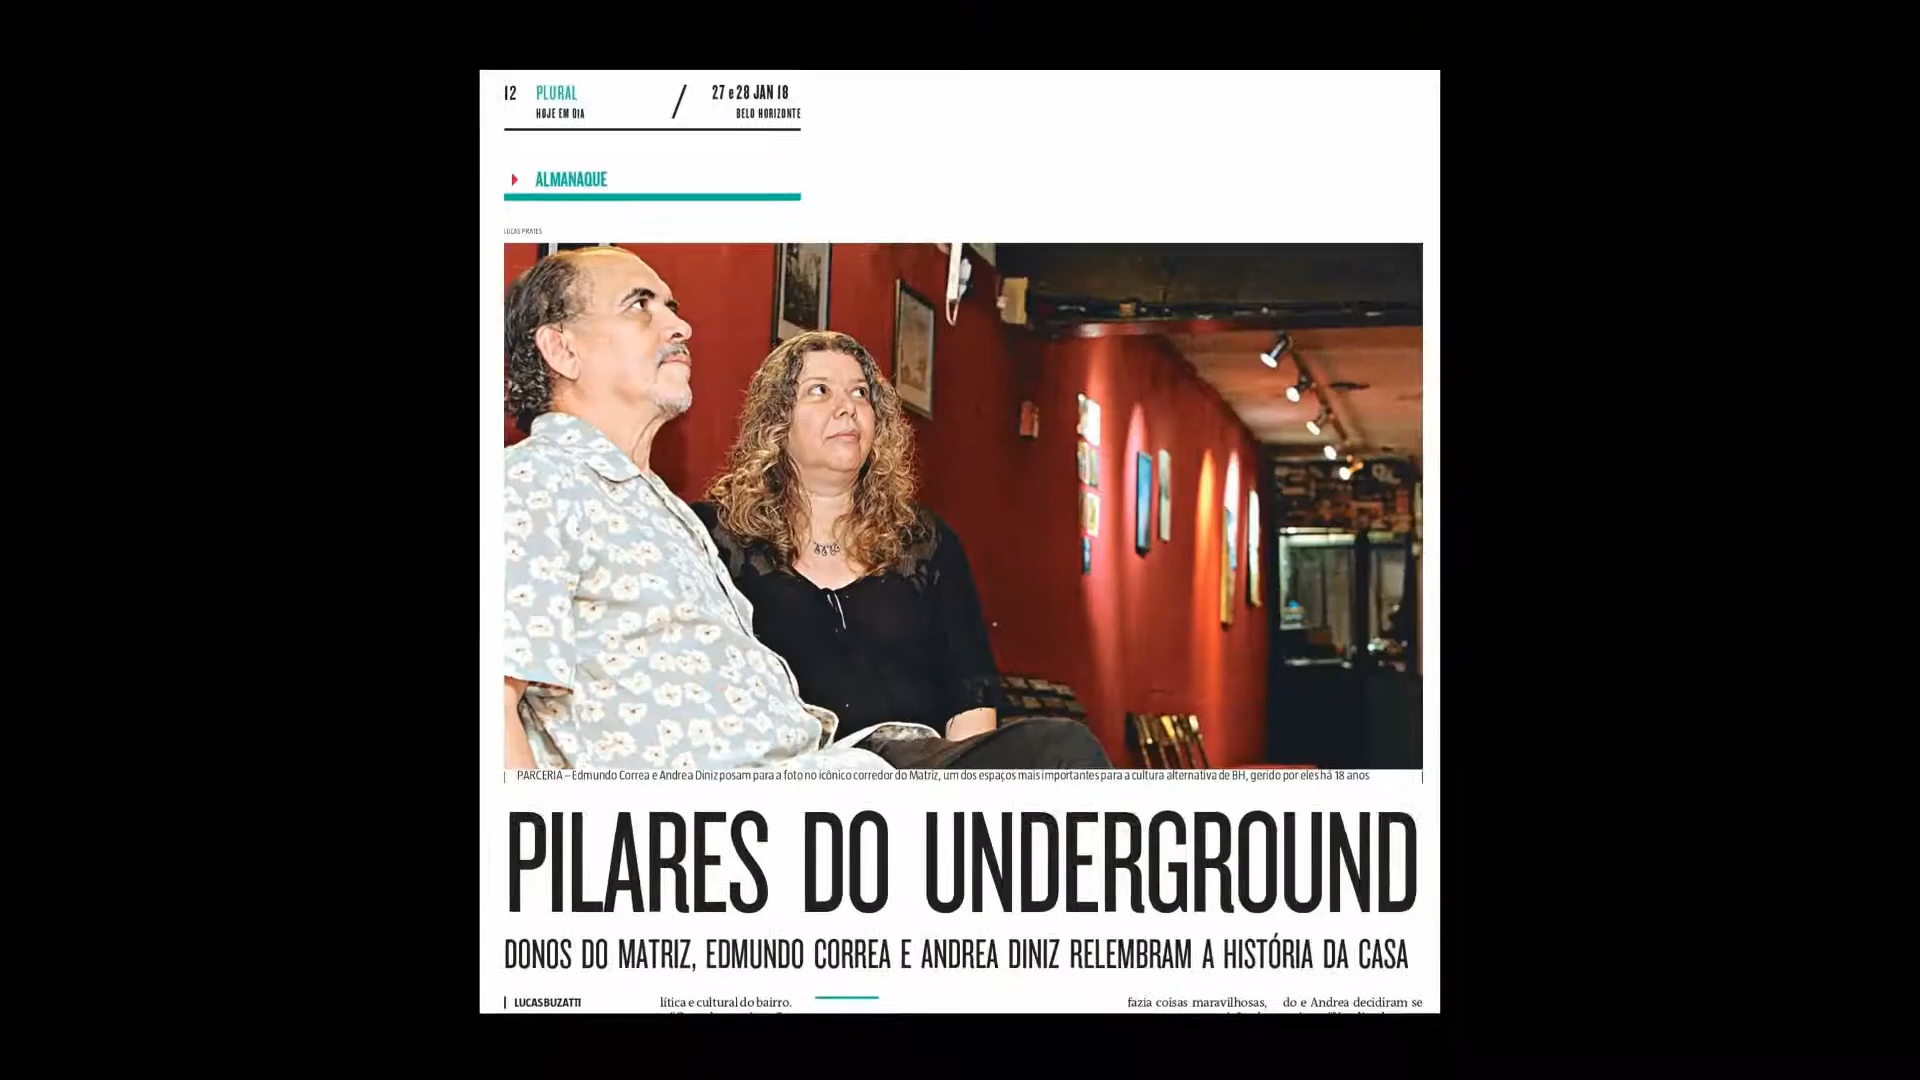 12 PLURAL 27 e 28 JAN 18
HOJE EM DIA BELO HORIZONTE
ALMANAQUE
LUCAS PRATES
PARCERIA – Edmundo Correa e Andrea Diniz posam para a foto no icônico corredor do Matriz, um dos espaços mais importantes para a cultura alternativa de BH, gerido por eles há 18 anos
PILARES DO UNDERGROUND
DONOS DO MATRIZ, EDMUNDO CORREA E ANDREA DINIZ RELEMBRAM A HISTÓRIA DA CASA
LUCAS BUZATTI
lítica e cultural do bairro.
fazia coisas maravilhosas,
do e Andrea decidiram se